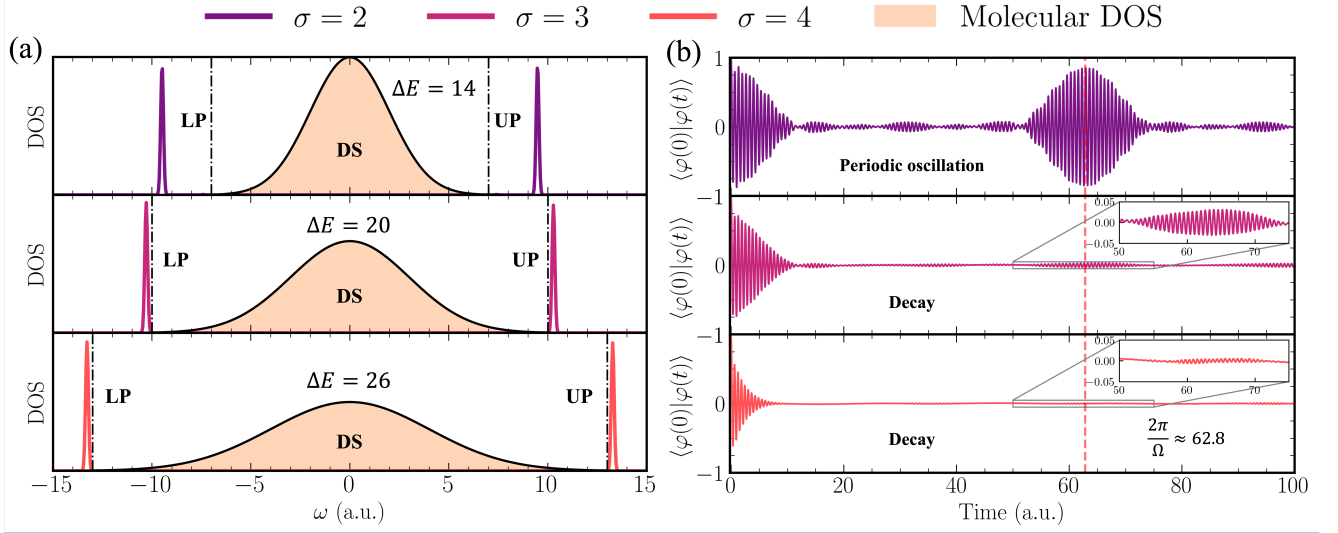 σ = 2 σ = 3 σ = 4 Molecular DOS
(a)
DOS
LP
ΔE = 14
UP
DS
DOS
ΔE = 20
LP
UP
DS
DOS
ΔE = 26
LP
UP
DS
−15 −10 −5 0 5 10 15
ω (a.u.)
(b)
⟨φ(0)|φ(t)⟩
1
0
−1
Periodic oscillation
⟨φ(0)|φ(t)⟩
0
−1
0.05
0.00
−0.05
50 60 70
Decay
⟨φ(0)|φ(t)⟩
0
−1
0.05
0.00
−0.05
50 60 70
Decay
2π/Ω ≈ 62.8
0 20 40 60 80 100
Time (a.u.)